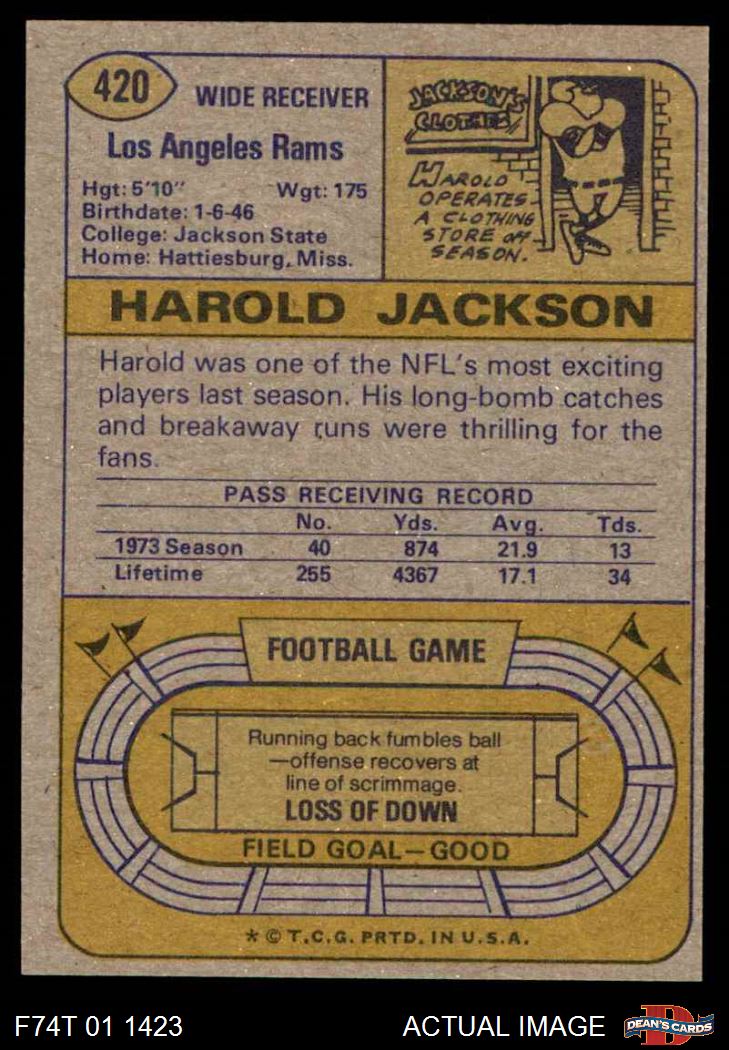 420
WIDE RECEIVER
Los Angeles Rams
Hgt: 5'10" Wgt: 175
Birthdate: 1-6-46
College: Jackson State
Home: Hattiesburg, Miss.
JACKSON'S
CLOTHES
HAROLD
OPERATES
A CLOTHING
STORE OFF
SEASON.
HAROLD JACKSON
Harold was one of the NFL's most exciting
players last season. His long-bomb catches
and breakaway runs were thrilling for the
fans.
PASS RECEIVING RECORD
No. Yds. Avg. Tds.
1973 Season 40 874 21.9 13
Lifetime 255 4367 17.1 34
FOOTBALL GAME
Running back fumbles ball
—offense recovers at
line of scrimmage.
LOSS OF DOWN
FIELD GOAL—GOOD
* © T.C.G. PRTD. IN U.S.A.
F74T 01 1423
ACTUAL IMAGE
D
DEAN'S CARDS